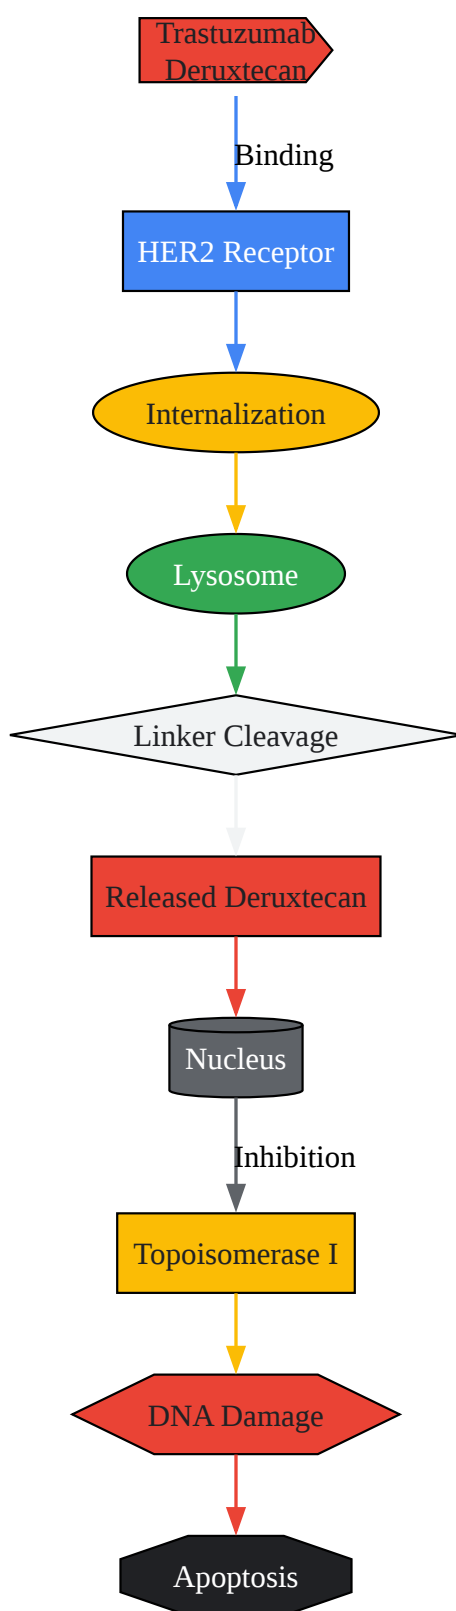 Trastuzumab
Deruxtecan
Binding
HER2 Receptor
Internalization
Lysosome
Linker Cleavage
Released Deruxtecan
Nucleus
Inhibition
Topoisomerase I
DNA Damage
Apoptosis